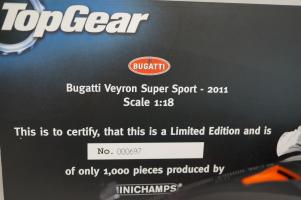 TopGear
BUGATTI
Bugatti Veyron Super Sport - 2011
Scale 1:18
This is to certify, that this is a Limited Edition and is
No. 000697
of only 1,000 pieces produced by
MINICHAMPS